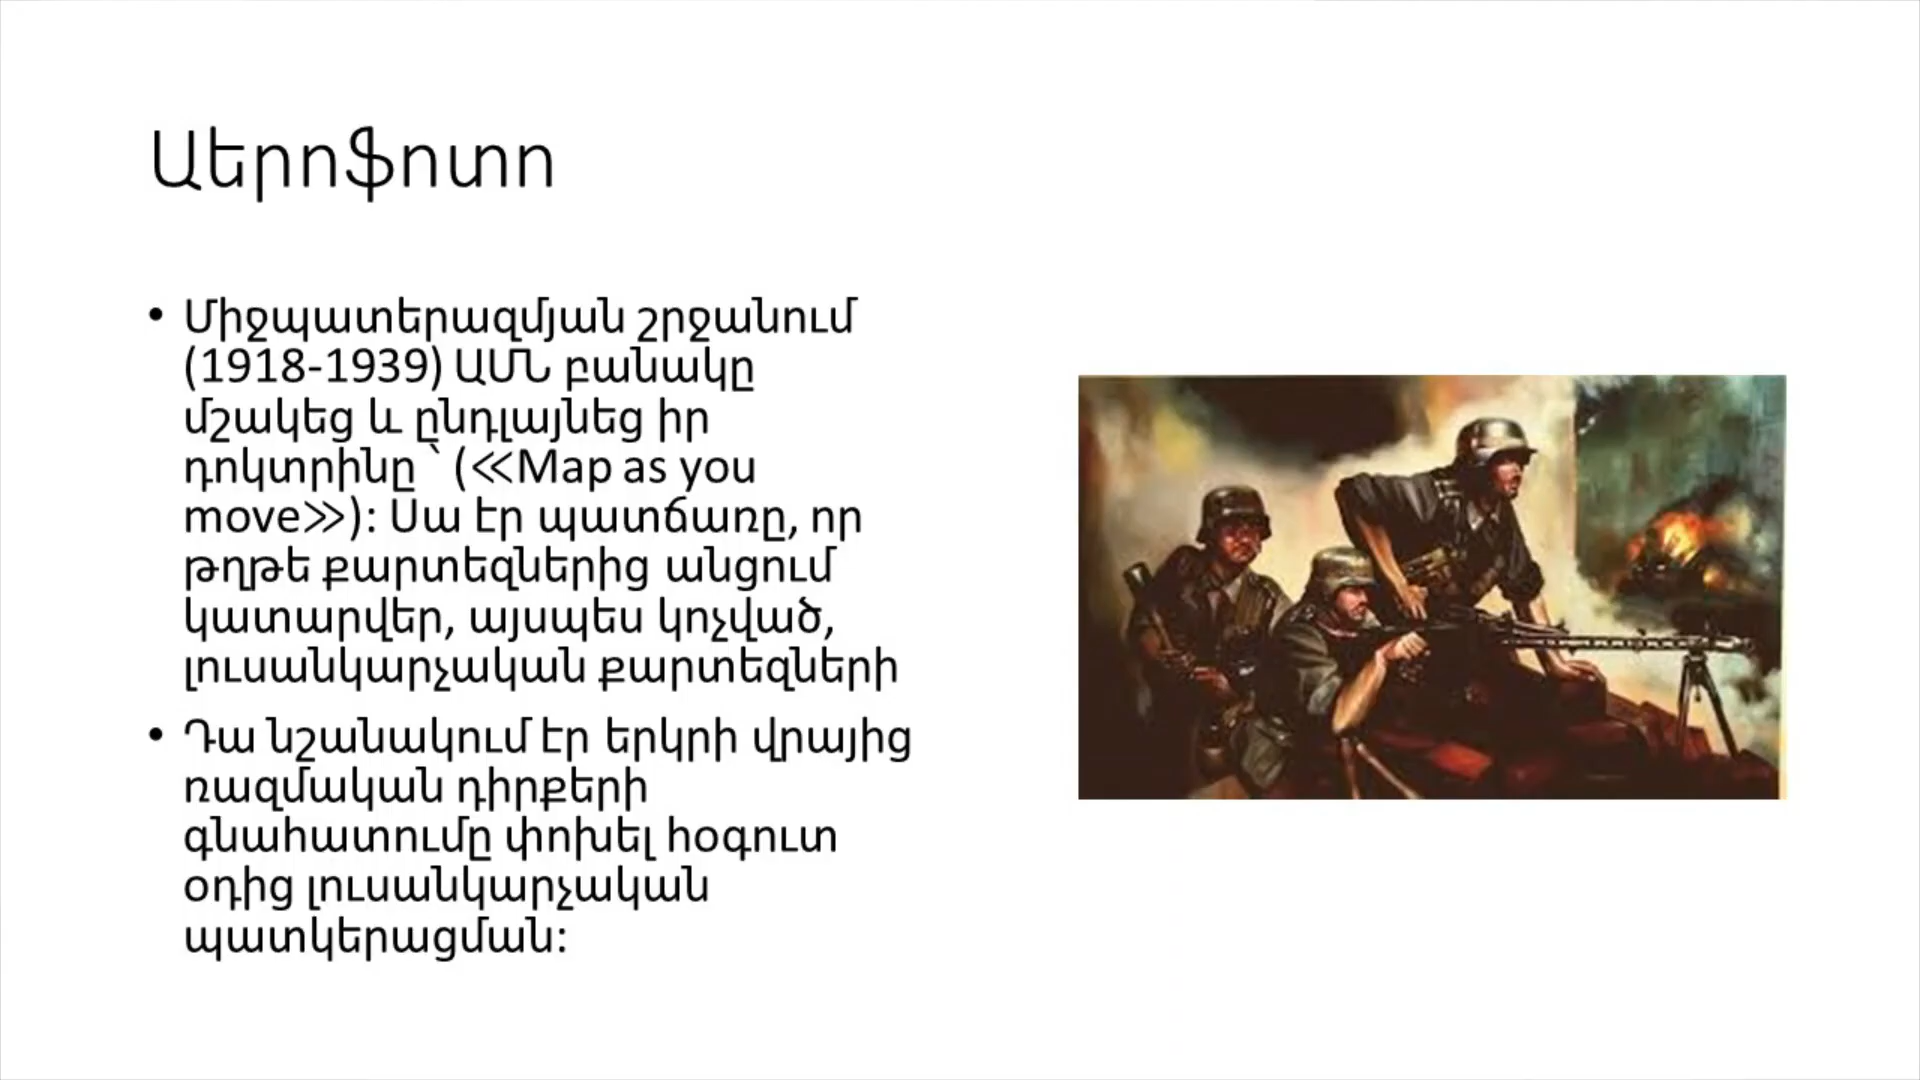 Աերոֆոտո
• Միջպատերազմյան շրջանում
(1918-1939) ԱՄՆ բանակը
մշակեց և ընդլայնեց իր
դոկտրինը ՝ (≪Map as you
move≫): Սա էր պատճառը, որ
թղթե քարտեզներից անցում
կատարվեր, այսպես կոչված,
լուսանկարչական քարտեզների
• Դա նշանակում էր երկրի վրայից
ռազմական դիրքերի
գնահատումը փոխել հօգուտ
օդից լուսանկարչական
պատկերացման: